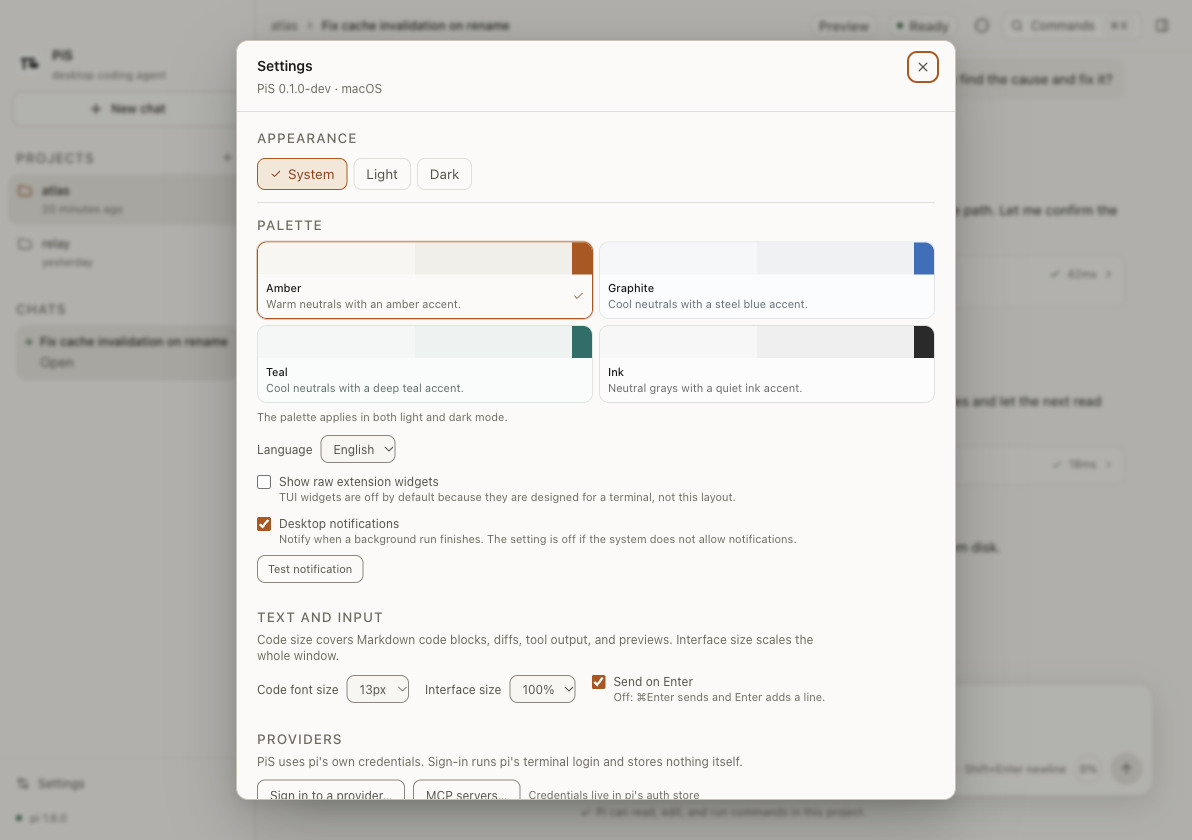 atlas › Fix cache invalidation on rename
Preview
Ready
Commands ⌘K
PiS
desktop coding agent
+ New chat
PROJECTS +
atlas
20 minutes ago
relay
yesterday
CHATS
Fix cache invalidation on rename
Open
Settings
pi 1.6.0
find the cause and fix it?
path. Let me confirm the
42ms
and let the next read
18ms
disk.
Shift+Enter newline 0%
Pi can read, edit, and run commands in this project.
Settings
PiS 0.1.0-dev · macOS
APPEARANCE
System
Light
Dark
PALETTE
Amber
Warm neutrals with an amber accent.
Graphite
Cool neutrals with a steel blue accent.
Teal
Cool neutrals with a deep teal accent.
Ink
Neutral grays with a quiet ink accent.
The palette applies in both light and dark mode.
Language English
Show raw extension widgets
TUI widgets are off by default because they are designed for a terminal, not this layout.
Desktop notifications
Notify when a background run finishes. The setting is off if the system does not allow notifications.
Test notification
TEXT AND INPUT
Code size covers Markdown code blocks, diffs, tool output, and previews. Interface size scales the
whole window.
Code font size 13px Interface size 100% Send on Enter
Off: ⌘Enter sends and Enter adds a line.
PROVIDERS
PiS uses pi's own credentials. Sign-in runs pi's terminal login and stores nothing itself.
Sign in to a provider… MCP servers… Credentials live in pi's auth store